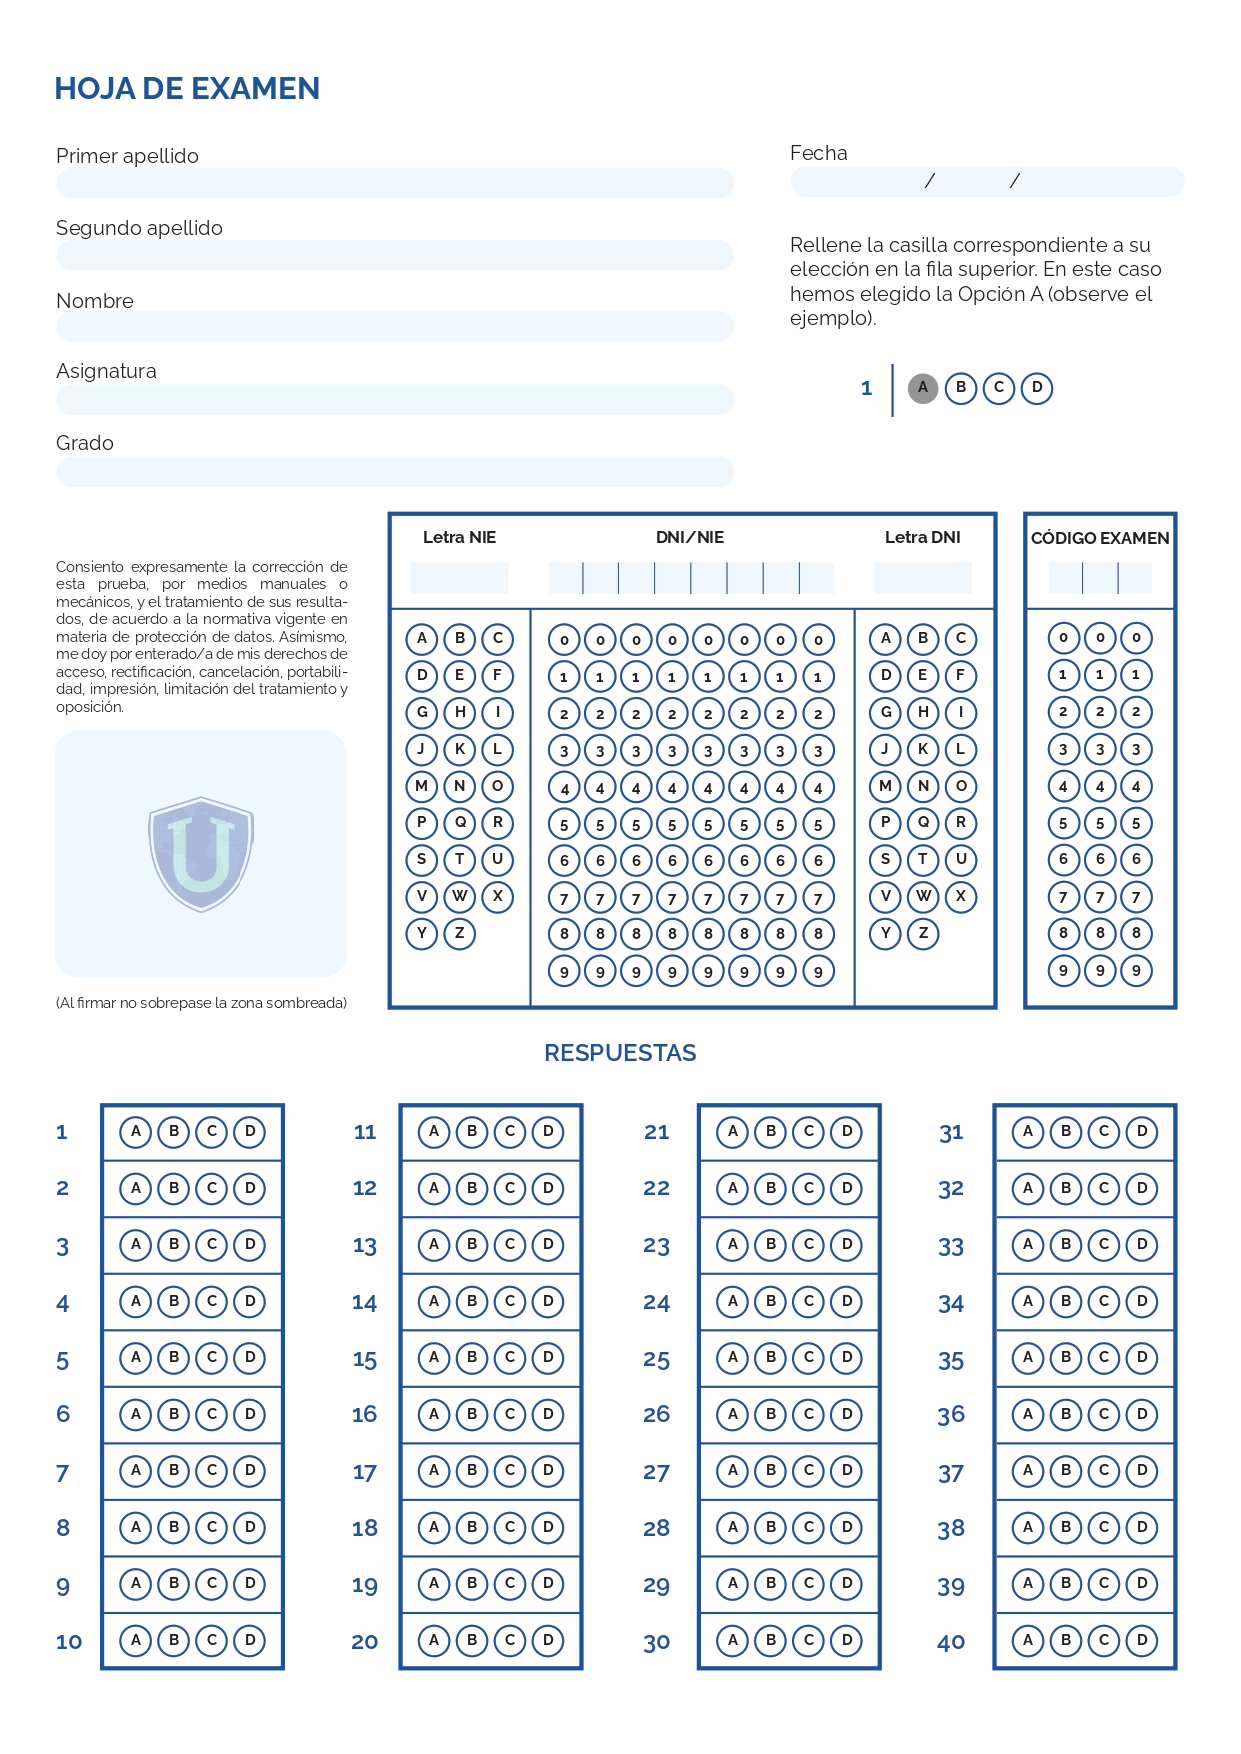 HOJA DE EXAMEN
Primer apellido
Segundo apellido
Nombre
Asignatura
Grado
Fecha
/ /
Rellene la casilla correspondiente a su
elección en la fila superior. En este caso
hemos elegido la Opción A (observe el
ejemplo).
1 A B C D
Consiento expresamente la corrección de
esta prueba, por medios manuales o
mecánicos, y el tratamiento de sus resulta-
dos, de acuerdo a la normativa vigente en
materia de protección de datos. Asímismo,
me doy por enterado/a de mis derechos de
acceso, rectificación, cancelación, portabili-
dad, impresión, limitación del tratamiento y
oposición.
U
(Al firmar no sobrepase la zona sombreada)
Letra NIE DNI/NIE Letra DNI CÓDIGO EXAMEN
A B C 0 0 0 0 0 0 0 0 A B C 0 0 0
D E F 1 1 1 1 1 1 1 1 D E F 1 1 1
G H I 2 2 2 2 2 2 2 2 G H I 2 2 2
J K L 3 3 3 3 3 3 3 3 J K L 3 3 3
M N O 4 4 4 4 4 4 4 4 M N O 4 4 4
P Q R 5 5 5 5 5 5 5 5 P Q R 5 5 5
S T U 6 6 6 6 6 6 6 6 S T U 6 6 6
V W X 7 7 7 7 7 7 7 7 V W X 7 7 7
Y Z 8 8 8 8 8 8 8 8 Y Z 8 8 8
9 9 9 9 9 9 9 9 9 9 9
RESPUESTAS
1 A B C D 11 A B C D 21 A B C D 31 A B C D
2 A B C D 12 A B C D 22 A B C D 32 A B C D
3 A B C D 13 A B C D 23 A B C D 33 A B C D
4 A B C D 14 A B C D 24 A B C D 34 A B C D
5 A B C D 15 A B C D 25 A B C D 35 A B C D
6 A B C D 16 A B C D 26 A B C D 36 A B C D
7 A B C D 17 A B C D 27 A B C D 37 A B C D
8 A B C D 18 A B C D 28 A B C D 38 A B C D
9 A B C D 19 A B C D 29 A B C D 39 A B C D
10 A B C D 20 A B C D 30 A B C D 40 A B C D